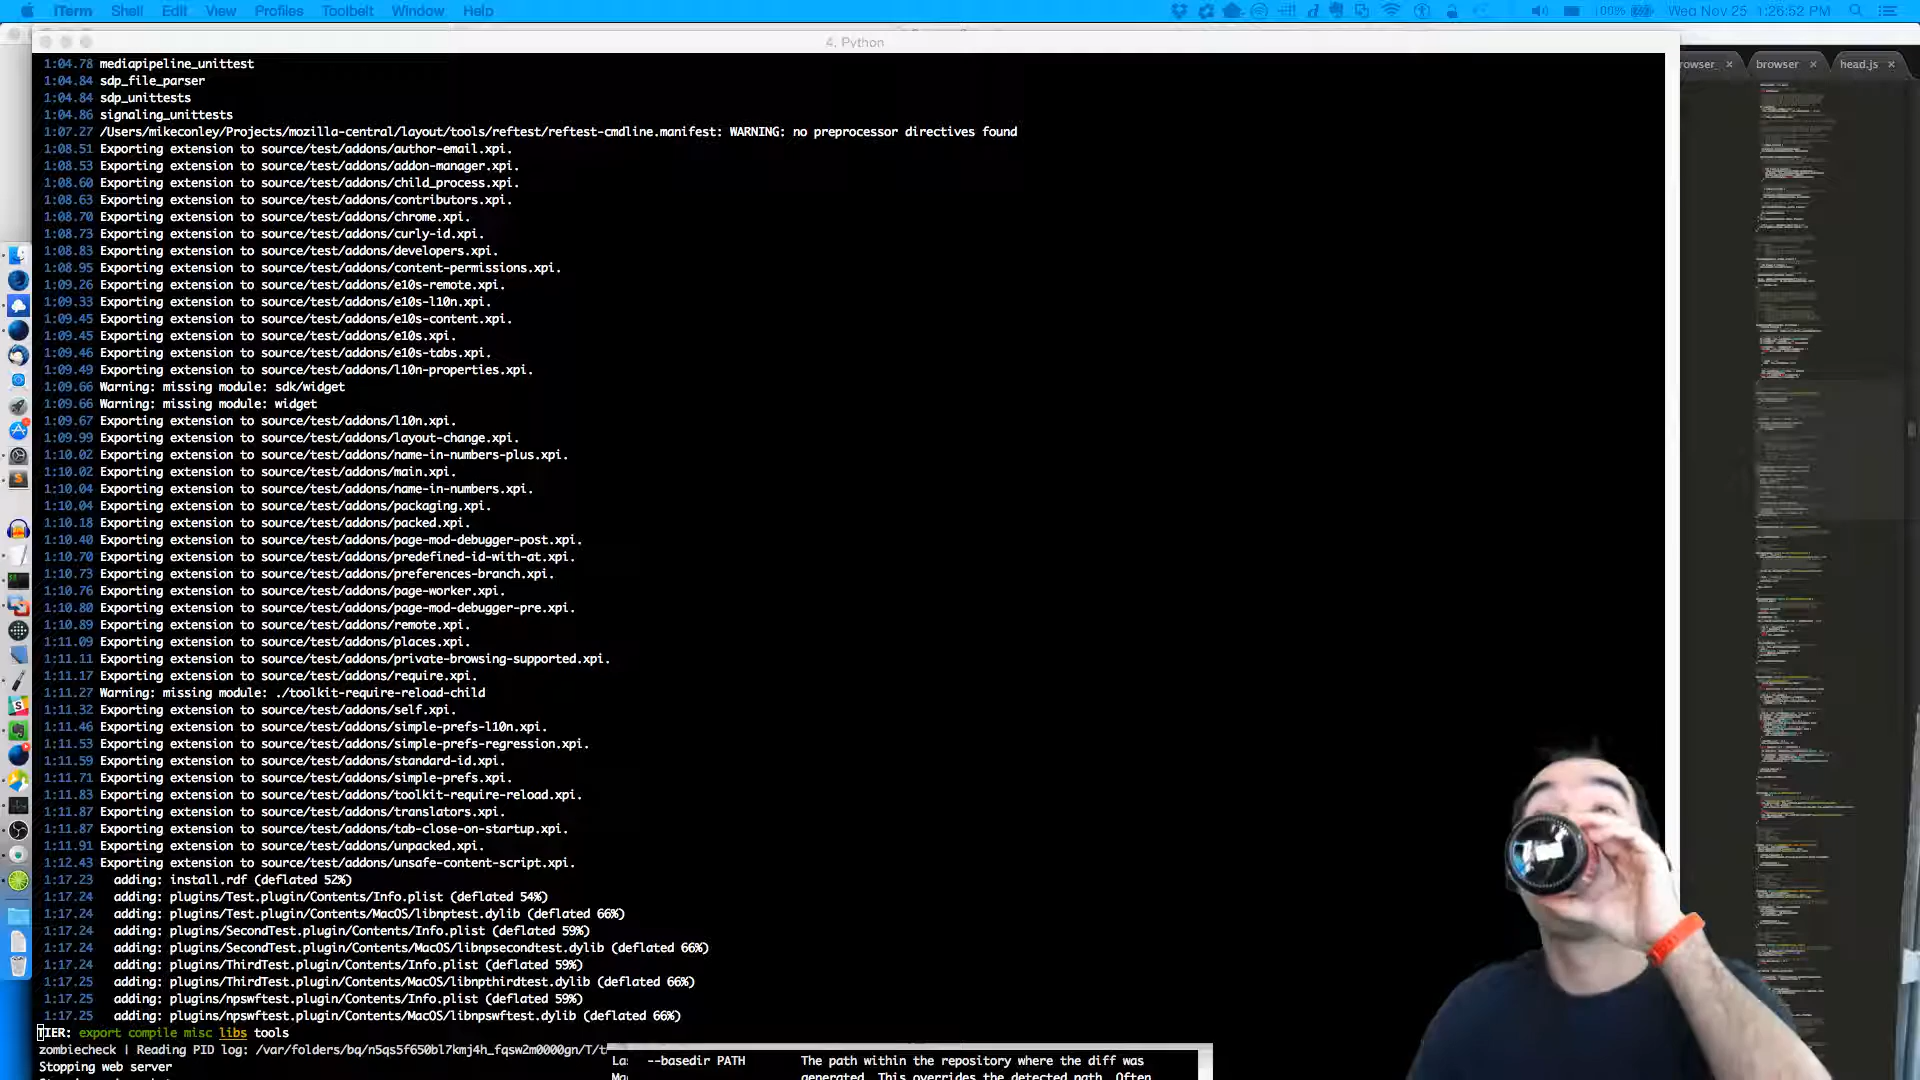 iTerm Shell Edit View Profiles Toolbelt Window Help 100% Wed Nov 25 1:26:52 PM
4. Python
rowser_ × browser × head.js ×
1:04.78 mediapipeline_unittest
1:04.84 sdp_file_parser
1:04.84 sdp_unittests
1:04.86 signaling_unittests
1:07.27 /Users/mikeconley/Projects/mozilla-central/layout/tools/reftest/reftest-cmdline.manifest: WARNING: no preprocessor directives found
1:08.51 Exporting extension to source/test/addons/author-email.xpi.
1:08.53 Exporting extension to source/test/addons/addon-manager.xpi.
1:08.60 Exporting extension to source/test/addons/child_process.xpi.
1:08.63 Exporting extension to source/test/addons/contributors.xpi.
1:08.70 Exporting extension to source/test/addons/chrome.xpi.
1:08.73 Exporting extension to source/test/addons/curly-id.xpi.
1:08.83 Exporting extension to source/test/addons/developers.xpi.
1:08.95 Exporting extension to source/test/addons/content-permissions.xpi.
1:09.26 Exporting extension to source/test/addons/e10s-remote.xpi.
1:09.33 Exporting extension to source/test/addons/e10s-l10n.xpi.
1:09.45 Exporting extension to source/test/addons/e10s-content.xpi.
1:09.45 Exporting extension to source/test/addons/e10s.xpi.
1:09.46 Exporting extension to source/test/addons/e10s-tabs.xpi.
1:09.49 Exporting extension to source/test/addons/l10n-properties.xpi.
1:09.66 Warning: missing module: sdk/widget
1:09.66 Warning: missing module: widget
1:09.67 Exporting extension to source/test/addons/l10n.xpi.
1:09.99 Exporting extension to source/test/addons/layout-change.xpi.
1:10.02 Exporting extension to source/test/addons/name-in-numbers-plus.xpi.
1:10.02 Exporting extension to source/test/addons/main.xpi.
1:10.04 Exporting extension to source/test/addons/name-in-numbers.xpi.
1:10.04 Exporting extension to source/test/addons/packaging.xpi.
1:10.18 Exporting extension to source/test/addons/packed.xpi.
1:10.40 Exporting extension to source/test/addons/page-mod-debugger-post.xpi.
1:10.70 Exporting extension to source/test/addons/predefined-id-with-at.xpi.
1:10.73 Exporting extension to source/test/addons/preferences-branch.xpi.
1:10.76 Exporting extension to source/test/addons/page-worker.xpi.
1:10.80 Exporting extension to source/test/addons/page-mod-debugger-pre.xpi.
1:10.89 Exporting extension to source/test/addons/remote.xpi.
1:11.09 Exporting extension to source/test/addons/places.xpi.
1:11.11 Exporting extension to source/test/addons/private-browsing-supported.xpi.
1:11.17 Exporting extension to source/test/addons/require.xpi.
1:11.27 Warning: missing module: ./toolkit-require-reload-child
1:11.32 Exporting extension to source/test/addons/self.xpi.
1:11.46 Exporting extension to source/test/addons/simple-prefs-l10n.xpi.
1:11.53 Exporting extension to source/test/addons/simple-prefs-regression.xpi.
1:11.59 Exporting extension to source/test/addons/standard-id.xpi.
1:11.71 Exporting extension to source/test/addons/simple-prefs.xpi.
1:11.83 Exporting extension to source/test/addons/toolkit-require-reload.xpi.
1:11.87 Exporting extension to source/test/addons/translators.xpi.
1:11.87 Exporting extension to source/test/addons/tab-close-on-startup.xpi.
1:11.91 Exporting extension to source/test/addons/unpacked.xpi.
1:12.43 Exporting extension to source/test/addons/unsafe-content-script.xpi.
1:17.23 adding: install.rdf (deflated 52%)
1:17.24 adding: plugins/Test.plugin/Contents/Info.plist (deflated 54%)
1:17.24 adding: plugins/Test.plugin/Contents/MacOS/libnptest.dylib (deflated 66%)
1:17.24 adding: plugins/SecondTest.plugin/Contents/Info.plist (deflated 59%)
1:17.24 adding: plugins/SecondTest.plugin/Contents/MacOS/libnpsecondtest.dylib (deflated 66%)
1:17.24 adding: plugins/ThirdTest.plugin/Contents/Info.plist (deflated 59%)
1:17.25 adding: plugins/ThirdTest.plugin/Contents/MacOS/libnpthirdtest.dylib (deflated 66%)
1:17.25 adding: plugins/npswftest.plugin/Contents/Info.plist (deflated 59%)
1:17.25 adding: plugins/npswftest.plugin/Contents/MacOS/libnpswftest.dylib (deflated 66%)
TIER: export compile misc libs tools
zombiecheck | Reading PID log: /var/folders/bq/n5qs5f650bl7kmj4h_fqsw2m0000gn/T/t
Stopping web server
La --basedir PATH The path within the repository where the diff was
generated. This overrides the detected path. Often